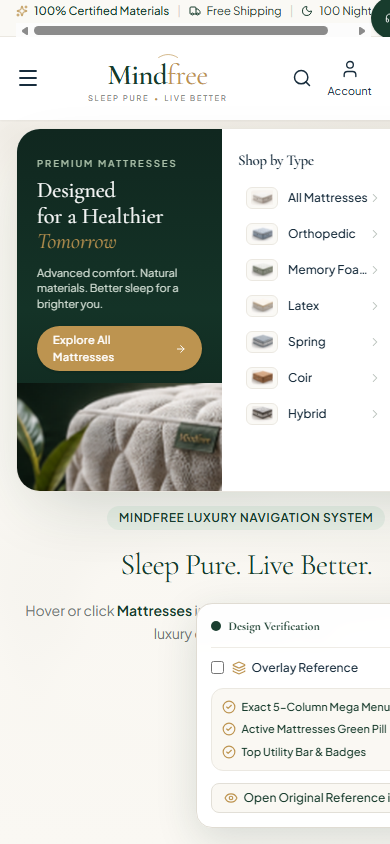 100% Certified Materials | Free Shipping | 100 Night
Mindfree
SLEEP PURE • LIVE BETTER
Account
PREMIUM MATTRESSES
Designed
for a Healthier
Tomorrow
Advanced comfort. Natural
materials. Better sleep for a
brighter you.
Explore All
Mattresses
Mindfree
Shop by Type
All Mattresses
Orthopedic
Memory Foa...
Latex
Spring
Coir
Hybrid
MINDFREE LUXURY NAVIGATION SYSTEM
Sleep Pure. Live Better.
Hover or click Mattresses
luxury
Design Verification
Overlay Reference
Exact 5-Column Mega Menu
Active Mattresses Green Pill
Top Utility Bar & Badges
Open Original Reference